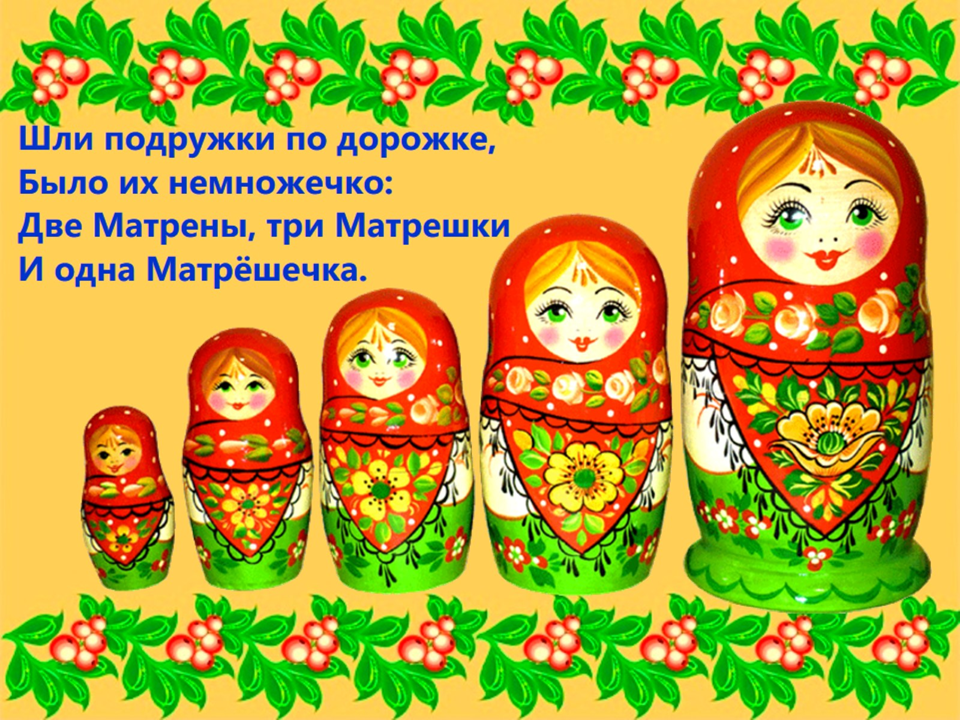 Шли подружки по дорожке,
Было их немножечко:
Две Матрены, три Матрешки
И одна Матрёшечка.